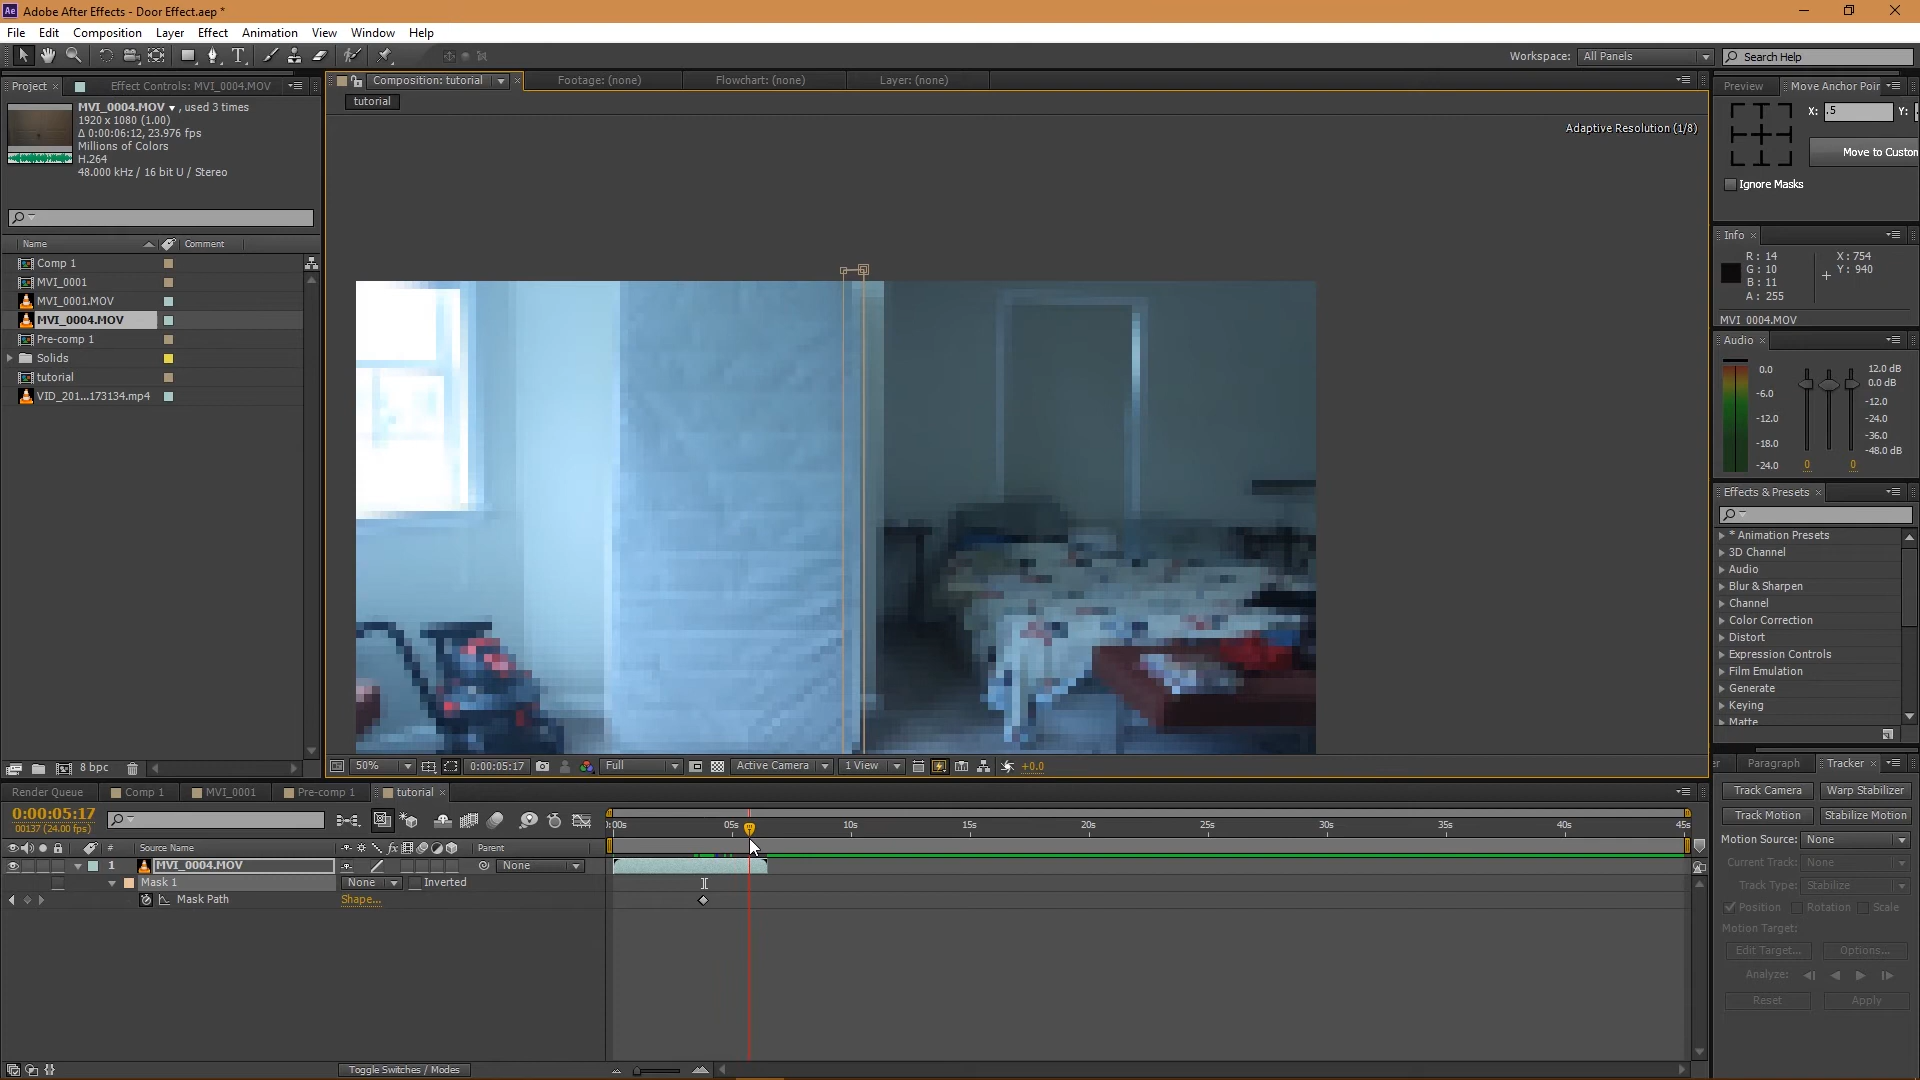 Adobe After Effects - Door Effect.aep *
File Edit Composition Layer Effect Animation View Window Help
Workspace: All Panels
Search Help
Project
Effect Controls: MVI_0004.MOV
Composition: tutorial
Footage: (none)
Flowchart: (none)
Layer: (none)
tutorial
Adaptive Resolution (1/8)
MVI_0004.MOV , used 3 times
1920 x 1080 (1.00)
Δ 0:00:06:12, 23.976 fps
Millions of Colors
H.264
48.000 kHz / 16 bit U / Stereo
Name Comment
Comp 1
MVI_0001
MVI_0001.MOV
MVI_0004.MOV
Pre-comp 1
Solids
tutorial
VID_201...173134.mp4
8 bpc
50%
0:00:05:17
Full
Active Camera
1 View
+0.0
Preview
Move Anchor Poir
X: .5 Y:
Move to Custon
Ignore Masks
Info
R: 14
G: 10
B: 11
A: 255
X: 754
Y: 940
MVI_0004.MOV
Audio
0.0
-6.0
-12.0
-18.0
-24.0
12.0 dB
0.0 dB
-12.0
-24.0
-36.0
-48.0 dB
0 0
Effects & Presets
* Animation Presets
3D Channel
Audio
Blur & Sharpen
Channel
Color Correction
Distort
Expression Controls
Film Emulation
Generate
Keying
Matte
er Paragraph Tracker
Track Camera Warp Stabilizer
Track Motion Stabilize Motion
Motion Source: None
Current Track: None
Track Type: Stabilize
Position Rotation Scale
Motion Target:
Edit Target... Options...
Analyze:
Reset Apply
Render Queue Comp 1 MVI_0001 Pre-comp 1 tutorial
0:00:05:17
00137 (24.00 fps)
# Source Name fx Parent
1 MVI_0004.MOV None
Mask 1 None Inverted
Mask Path Shape...
0:00s 05s 10s 15s 20s 25s 30s 35s 40s 45s
Toggle Switches / Modes